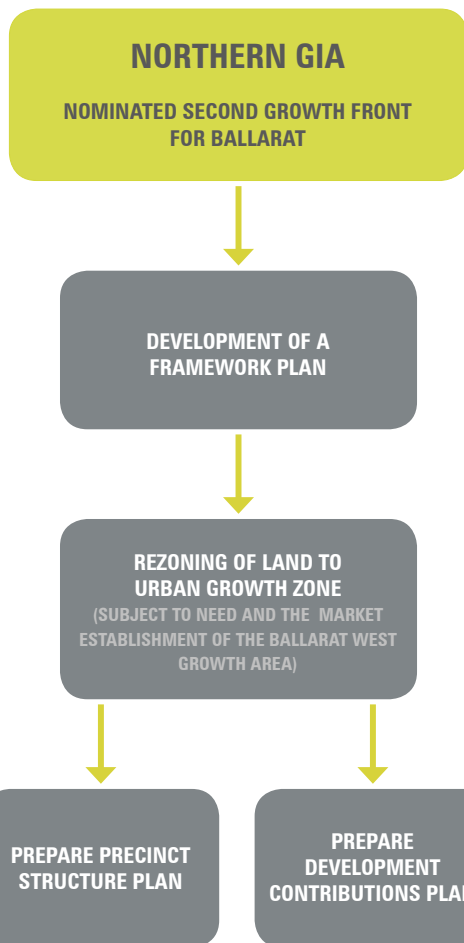 NORTHERN GIA
NOMINATED SECOND GROWTH FRONT
FOR BALLARAT
DEVELOPMENT OF A
FRAMEWORK PLAN
REZONING OF LAND TO
URBAN GROWTH ZONE
(SUBJECT TO NEED AND THE MARKET
ESTABLISHMENT OF THE BALLARAT WEST
GROWTH AREA)
PREPARE PRECINCT
STRUCTURE PLAN
PREPARE
DEVELOPMENT
CONTRIBUTIONS PLAN